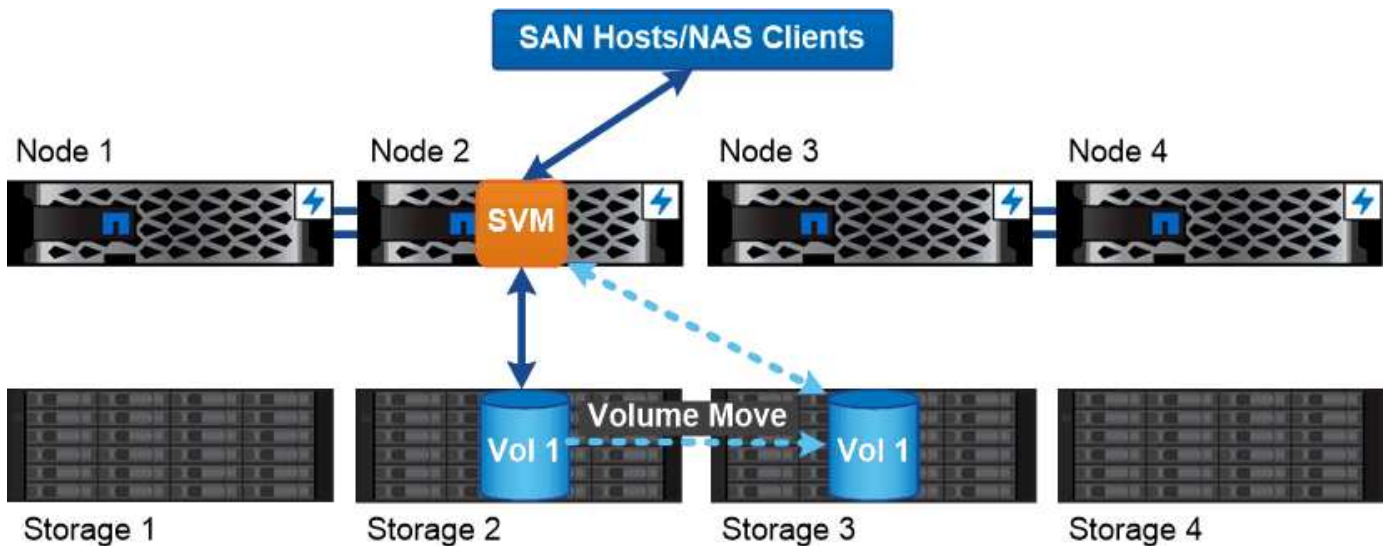 SAN Hosts/NAS Clients
Node 1
Node 2
Node 3
Node 4
SVM
Volume Move
Vol 1
Vol 1
Storage 1
Storage 2
Storage 3
Storage 4